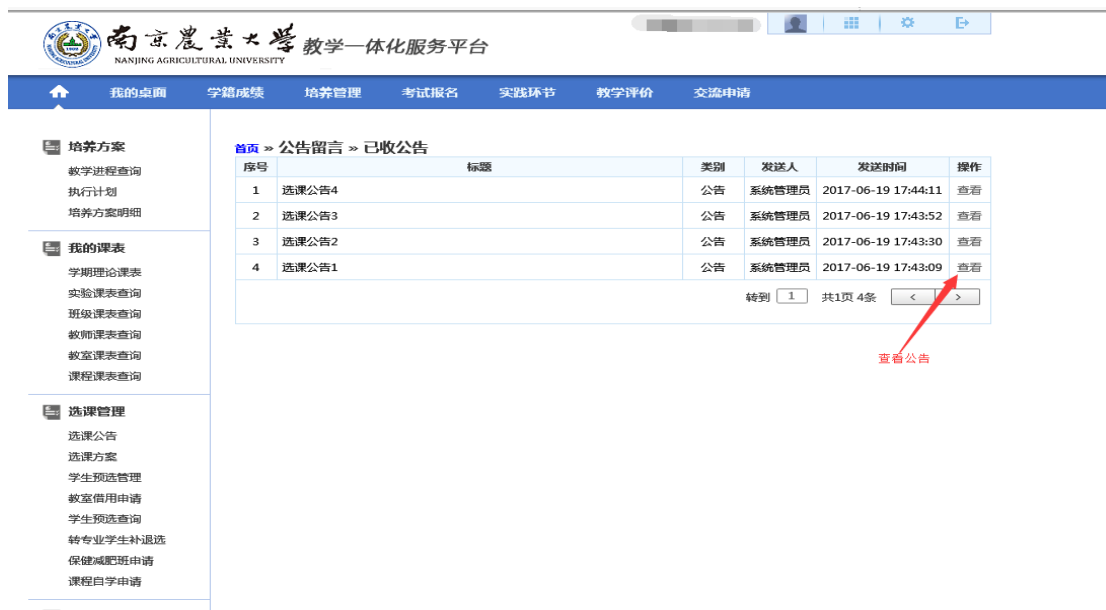 南京農業大學 教学一体化服务平台
NANJING AGRICULTURAL UNIVERSITY
我的桌面 学籍成绩 培养管理 考试报名 实践环节 教学评价 交流申请
培养方案
教学进程查询
执行计划
培养方案明细
我的课表
学期理论课表
实验课表查询
班级课表查询
教师课表查询
教室课表查询
课程课表查询
选课管理
选课公告
选课方案
学生预选管理
教室借用申请
学生预选查询
转专业学生补退选
保健减肥班申请
课程自学申请
首页 » 公告留言 » 已收公告
序号 标题 类别 发送人 发送时间 操作
1 选课公告4 公告 系统管理员 2017-06-19 17:44:11 查看
2 选课公告3 公告 系统管理员 2017-06-19 17:43:52 查看
3 选课公告2 公告 系统管理员 2017-06-19 17:43:30 查看
4 选课公告1 公告 系统管理员 2017-06-19 17:43:09 查看
转到 1 共1页 4条 < >
查看公告